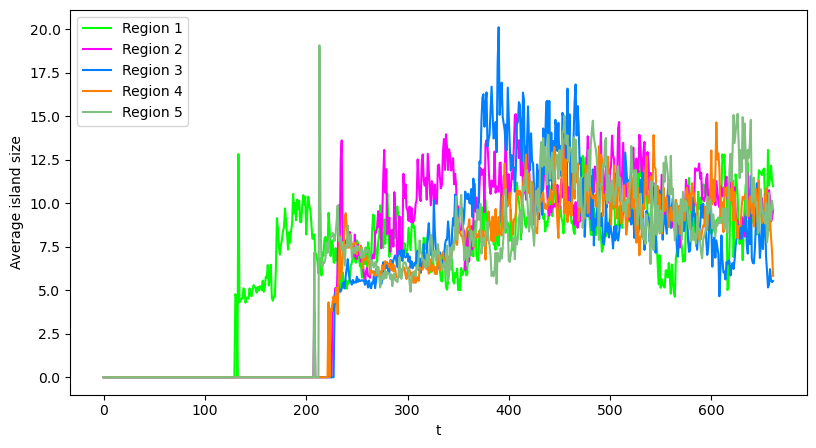 Region 1
Region 2
Region 3
Region 4
Region 5
Average island size
20.0
17.5
15.0
12.5
10.0
7.5
5.0
2.5
0.0
0 100 200 300 400 500 600
t